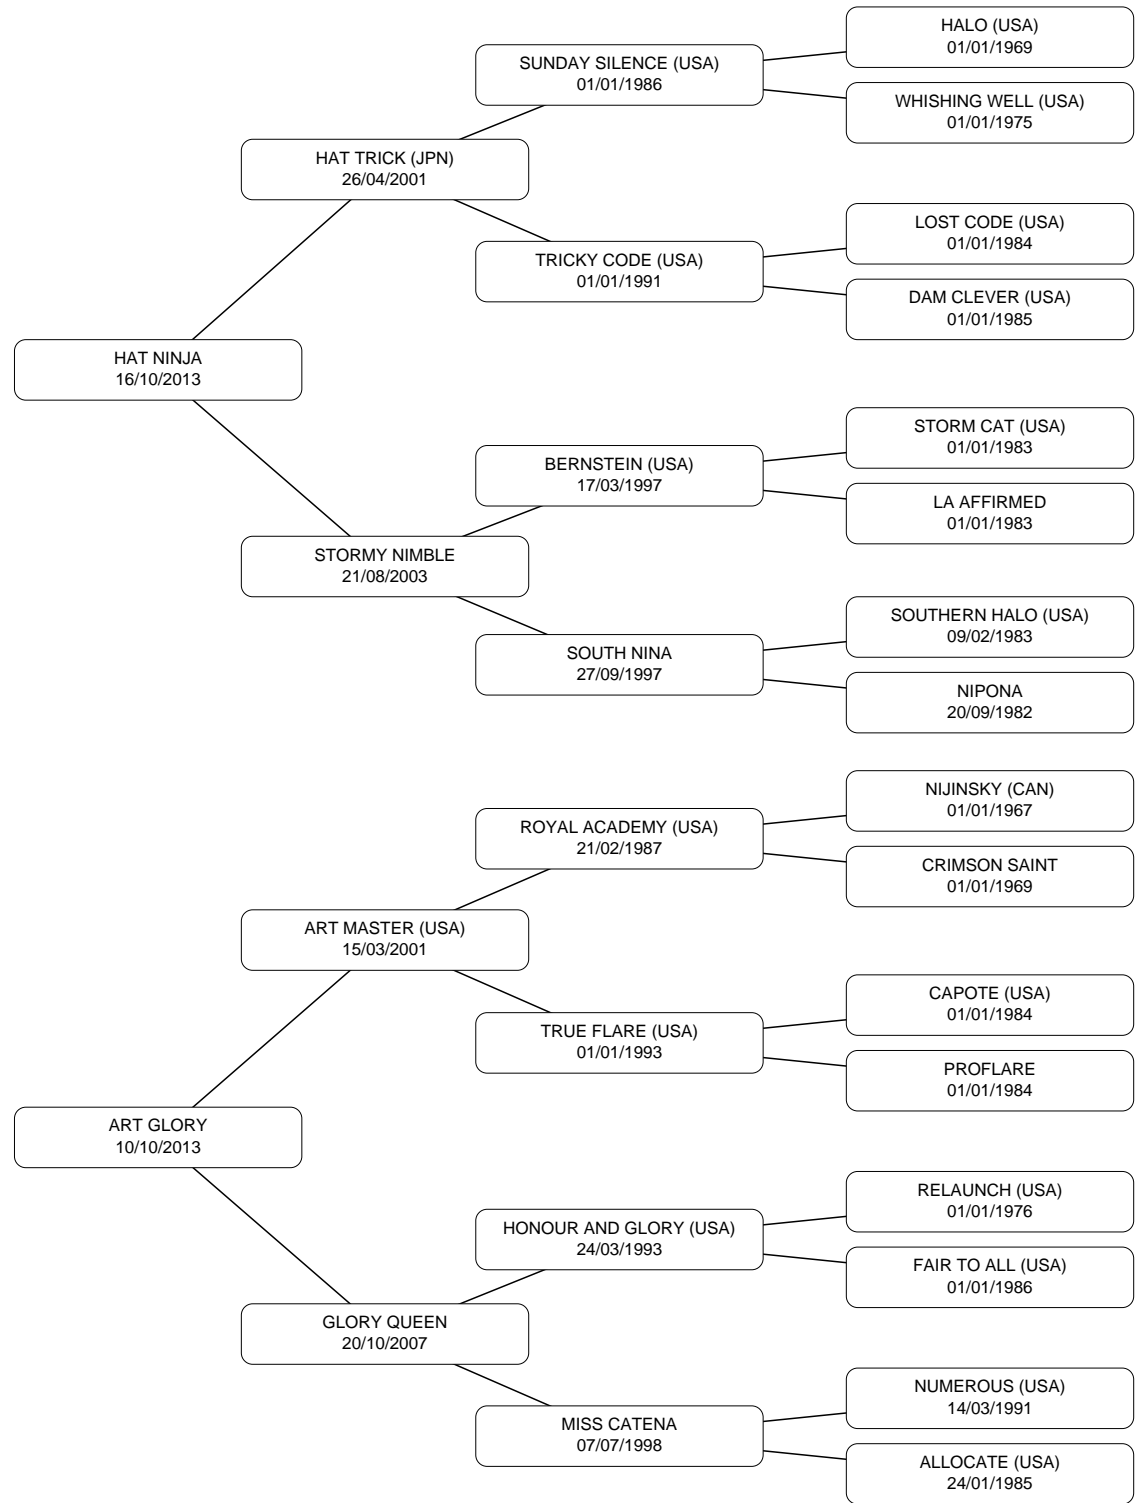 HALO (USA)
01/01/1969
SUNDAY SILENCE (USA)
01/01/1986
WHISHING WELL (USA)
01/01/1975
HAT TRICK (JPN)
26/04/2001
LOST CODE (USA)
01/01/1984
TRICKY CODE (USA)
01/01/1991
DAM CLEVER (USA)
01/01/1985
HAT NINJA
16/10/2013
STORM CAT (USA)
01/01/1983
BERNSTEIN (USA)
17/03/1997
LA AFFIRMED
01/01/1983
STORMY NIMBLE
21/08/2003
SOUTHERN HALO (USA)
09/02/1983
SOUTH NINA
27/09/1997
NIPONA
20/09/1982
NIJINSKY (CAN)
01/01/1967
ROYAL ACADEMY (USA)
21/02/1987
CRIMSON SAINT
01/01/1969
ART MASTER (USA)
15/03/2001
CAPOTE (USA)
01/01/1984
TRUE FLARE (USA)
01/01/1993
PROFLARE
01/01/1984
ART GLORY
10/10/2013
RELAUNCH (USA)
01/01/1976
HONOUR AND GLORY (USA)
24/03/1993
FAIR TO ALL (USA)
01/01/1986
GLORY QUEEN
20/10/2007
NUMEROUS (USA)
14/03/1991
MISS CATENA
07/07/1998
ALLOCATE (USA)
24/01/1985